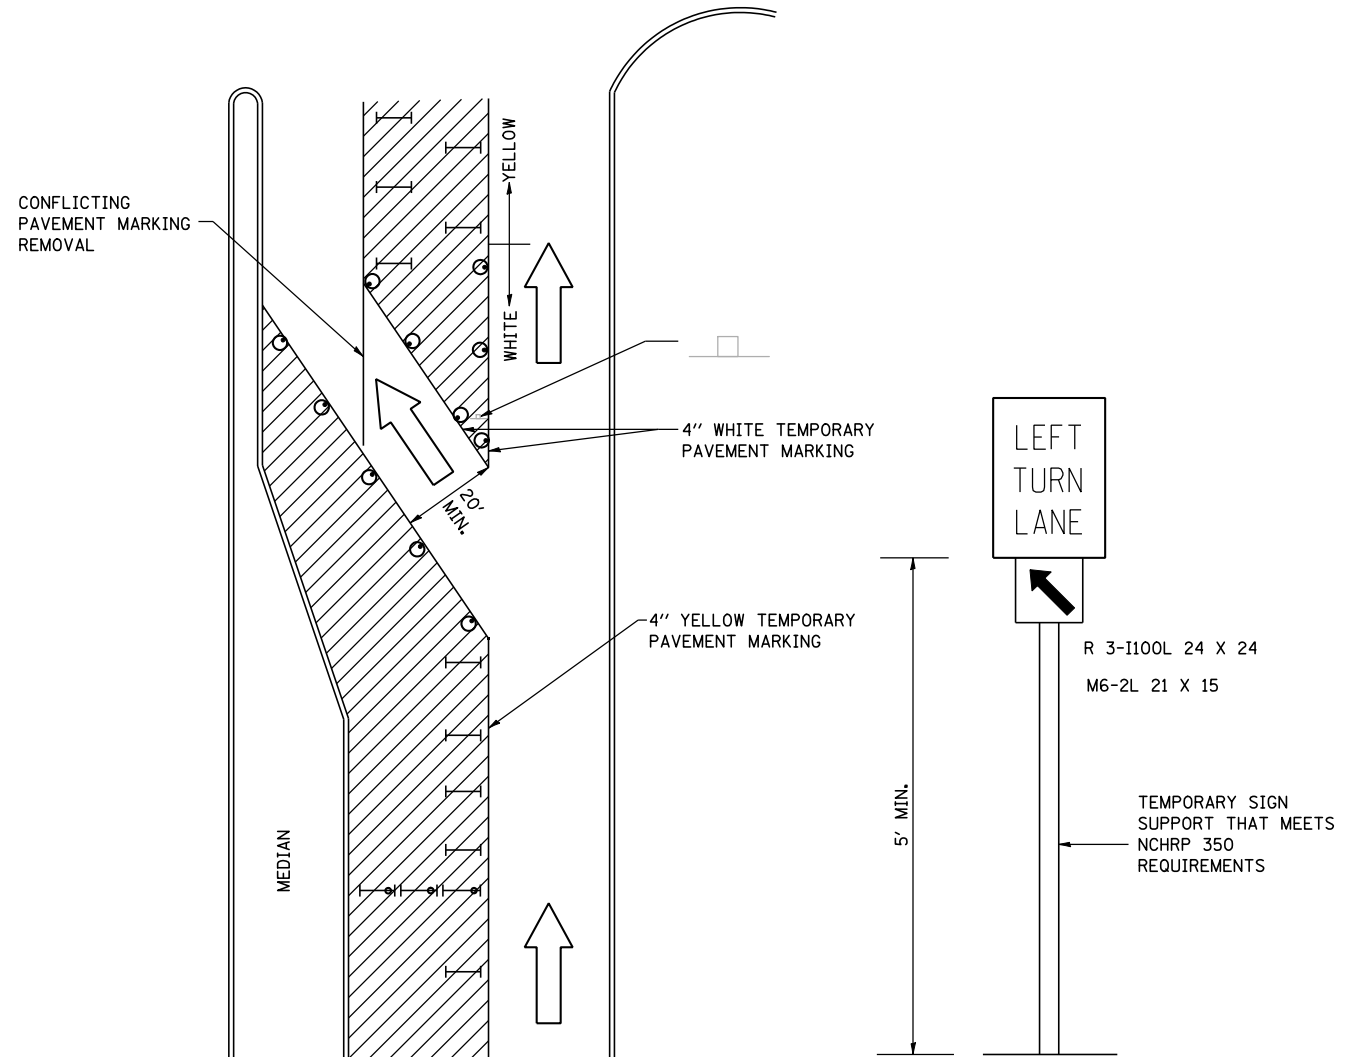 YELLOW
CONFLICTING
PAVEMENT MARKING
REMOVAL
WHITE
4'' WHITE TEMPORARY
PAVEMENT MARKING
LEFT
TURN
LANE
20'
MIN.
4'' YELLOW TEMPORARY
PAVEMENT MARKING
R 3-I100L 24 X 24
M6-2L 21 X 15
5' MIN.
MEDIAN
TEMPORARY SIGN
SUPPORT THAT MEETS
NCHRP 350
REQUIREMENTS